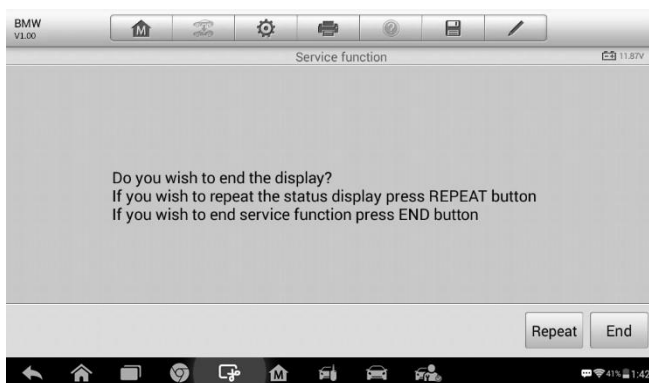 BMW
V1.00
M
?
Service function
11.87V
Do you wish to end the display?
If you wish to repeat the status display press REPEAT button
If you wish to end service function press END button
Repeat
End
M
41%
1:42